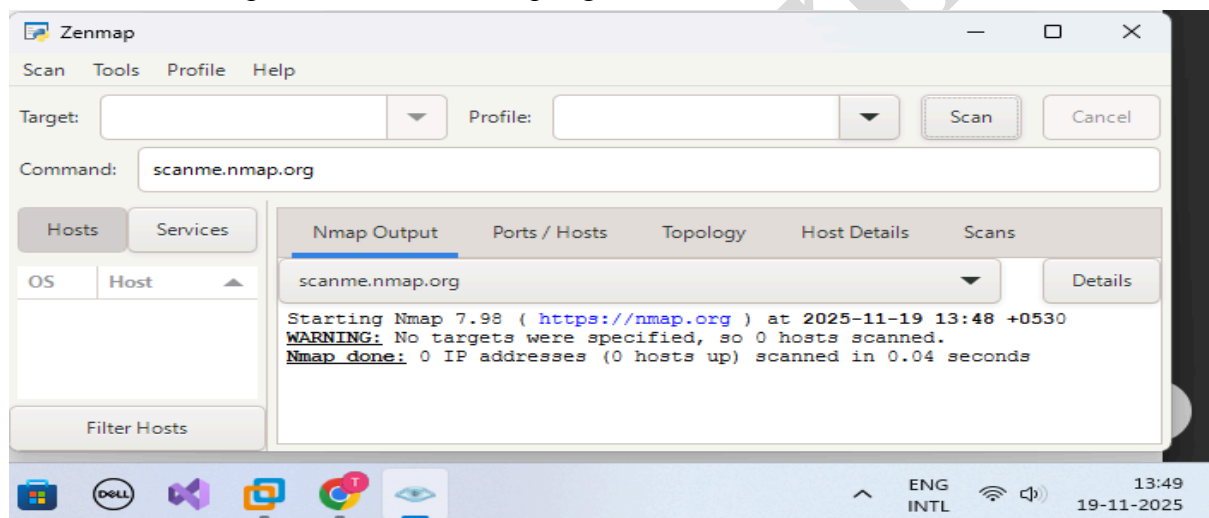 Zenmap
Scan Tools Profile Help
Target: Profile: Scan Cancel
Command: scanme.nmap.org
Hosts Services
Nmap Output Ports / Hosts Topology Host Details Scans
OS Host
scanme.nmap.org Details
Starting Nmap 7.98 ( https://nmap.org ) at 2025-11-19 13:48 +0530
WARNING: No targets were specified, so 0 hosts scanned.
Nmap done: 0 IP addresses (0 hosts up) scanned in 0.04 seconds
Filter Hosts
DELL
T
ENG
INTL
13:49
19-11-2025